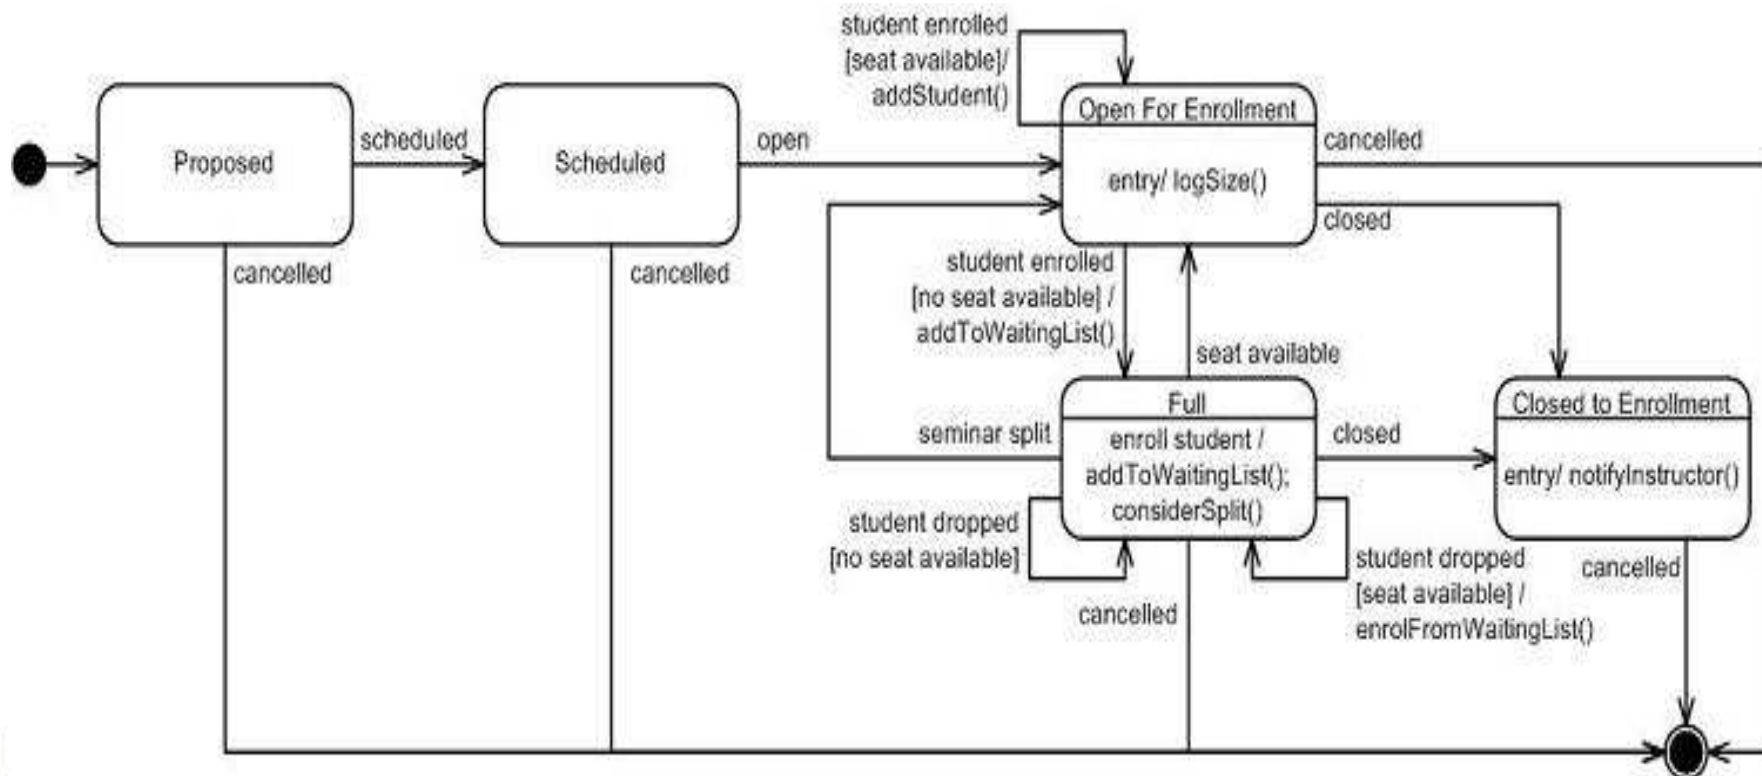 student enrolled
[seat available]/
addStudent()
Open For Enrollment
entry/ logSize()
Proposed
scheduled
Scheduled
open
cancelled
closed
cancelled
cancelled
student enrolled
[no seat available] /
addToWaitingList()
seat available
Full
enroll student /
addToWaitingList();
considerSplit()
seminar split
closed
Closed to Enrollment
entry/ notifyInstructor()
student dropped
[no seat available]
student dropped
[seat available] /
enrolFromWaitingList()
cancelled
cancelled